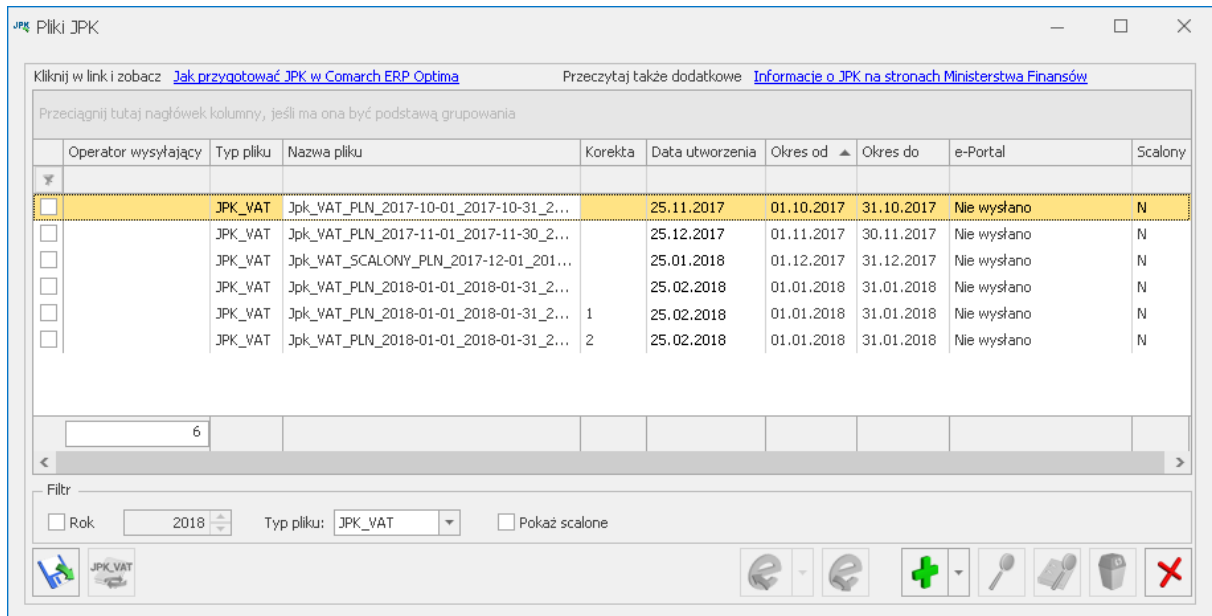 JPK Pliki JPK
Kliknij w link i zobacz Jak przygotować JPK w Comarch ERP Optima Przeczytaj także dodatkowe Informacje o JPK na stronach Ministerstwa Finansów
Przeciągnij tutaj nagłówek kolumny, jeśli ma ona być podstawą grupowania
Operator wysyłający Typ pliku Nazwa pliku Korekta Data utworzenia Okres od Okres do e-Portal Scalony
JPK_VAT Jpk_VAT_PLN_2017-10-01_2017-10-31_2... 25.11.2017 01.10.2017 31.10.2017 Nie wysłano N
JPK_VAT Jpk_VAT_PLN_2017-11-01_2017-11-30_2... 25.12.2017 01.11.2017 30.11.2017 Nie wysłano N
JPK_VAT Jpk_VAT_SCALONY_PLN_2017-12-01_201... 25.01.2018 01.12.2017 31.12.2017 Nie wysłano N
JPK_VAT Jpk_VAT_PLN_2018-01-01_2018-01-31_2... 25.02.2018 01.01.2018 31.01.2018 Nie wysłano N
JPK_VAT Jpk_VAT_PLN_2018-01-01_2018-01-31_2... 1 25.02.2018 01.01.2018 31.01.2018 Nie wysłano N
JPK_VAT Jpk_VAT_PLN_2018-01-01_2018-01-31_2... 2 25.02.2018 01.01.2018 31.01.2018 Nie wysłano N
6
Filtr
Rok 2018 Typ pliku: JPK_VAT Pokaż scalone
JPK_VAT